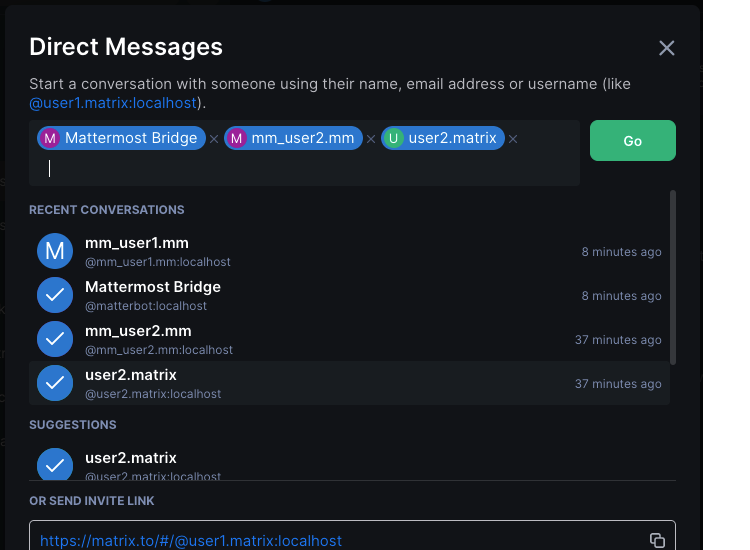 Direct Messages
Start a conversation with someone using their name, email address or username (like
@user1.matrix:localhost).
M Mattermost Bridge × M mm_user2.mm × U user2.matrix ×
Go
RECENT CONVERSATIONS
M mm_user1.mm
@mm_user1.mm:localhost
8 minutes ago
Mattermost Bridge
@matterbot:localhost
8 minutes ago
mm_user2.mm
@mm_user2.mm:localhost
37 minutes ago
user2.matrix
@user2.matrix:localhost
37 minutes ago
SUGGESTIONS
user2.matrix
@user2.matrix:localhost
OR SEND INVITE LINK
https://matrix.to/#/@user1.matrix:localhost